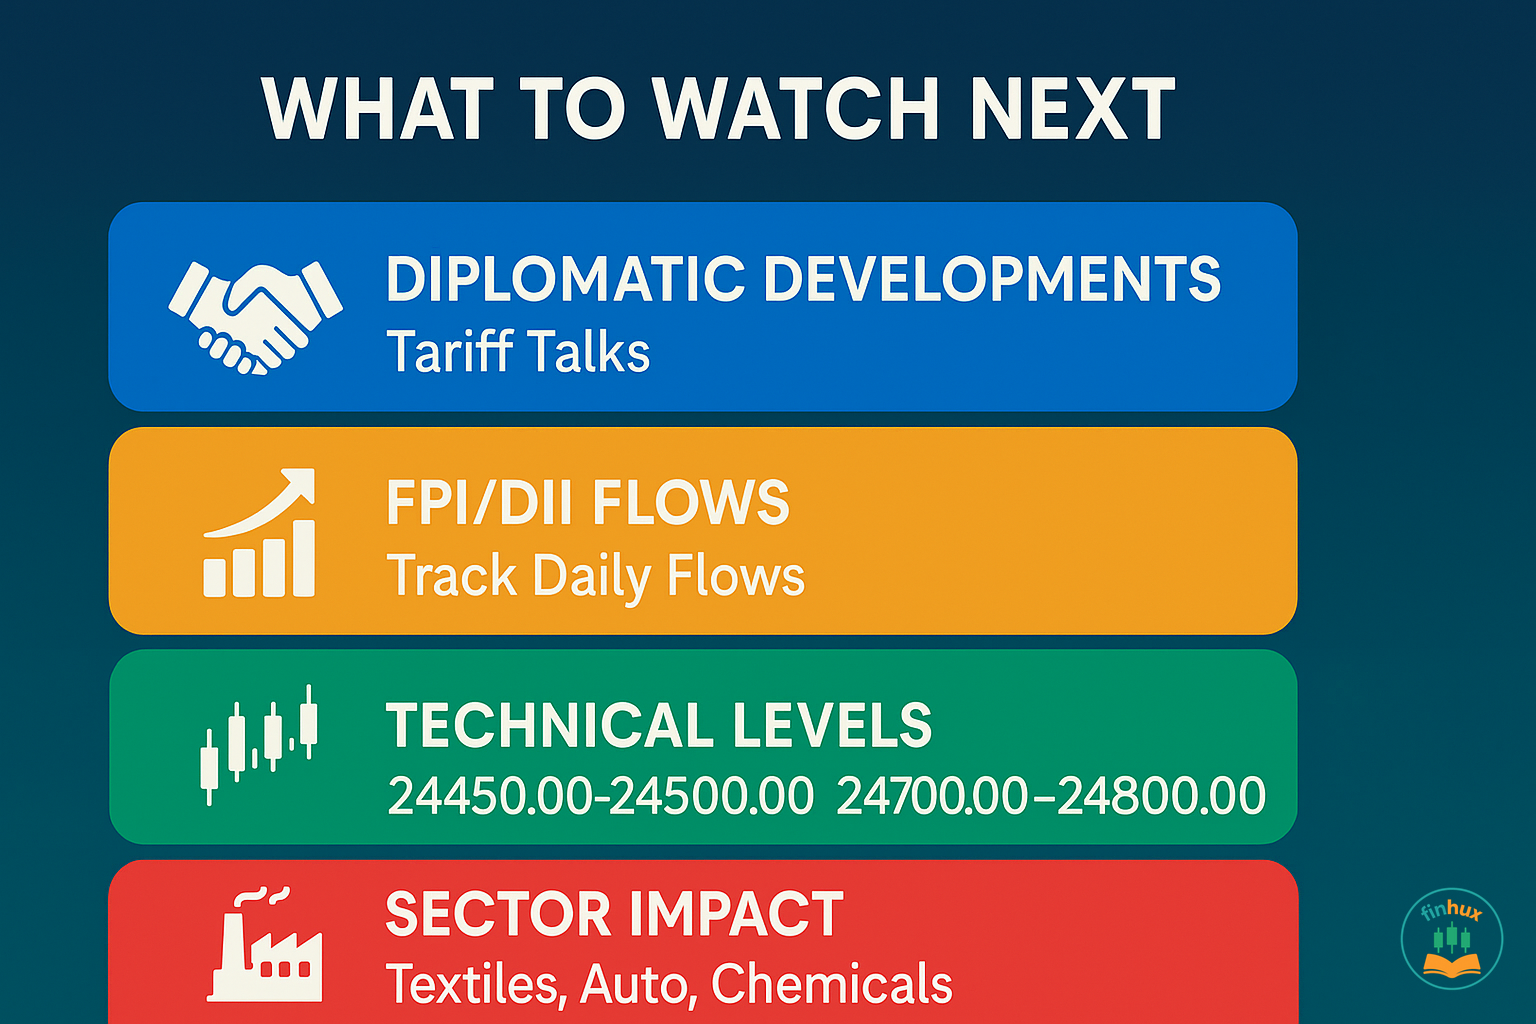 WHAT TO WATCH NEXT
DIPLOMATIC DEVELOPMENTS
Tariff Talks
FPI/DII FLOWS
Track Daily Flows
TECHNICAL LEVELS
24450.00-24500.00 24700.00–24800.00
SECTOR IMPACT
Textiles, Auto, Chemicals
finhux